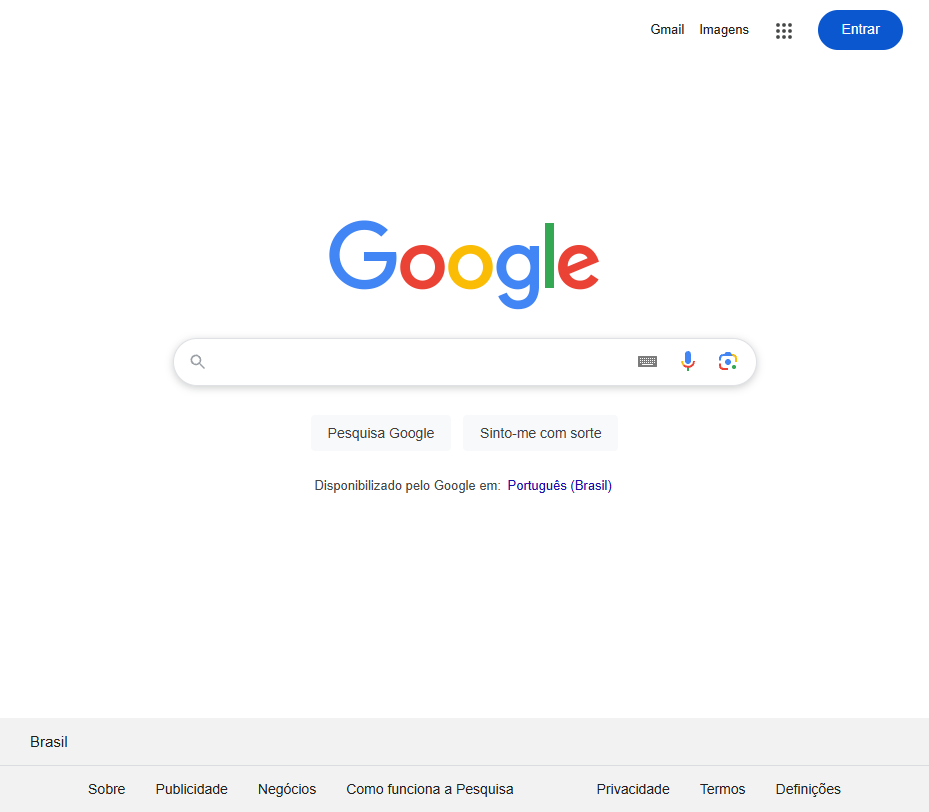 Gmail Imagens Entrar
Google
Pesquisa Google Sinto-me com sorte
Disponibilizado pelo Google em: Português (Brasil)
Brasil
Sobre Publicidade Negócios Como funciona a Pesquisa Privacidade Termos Definições